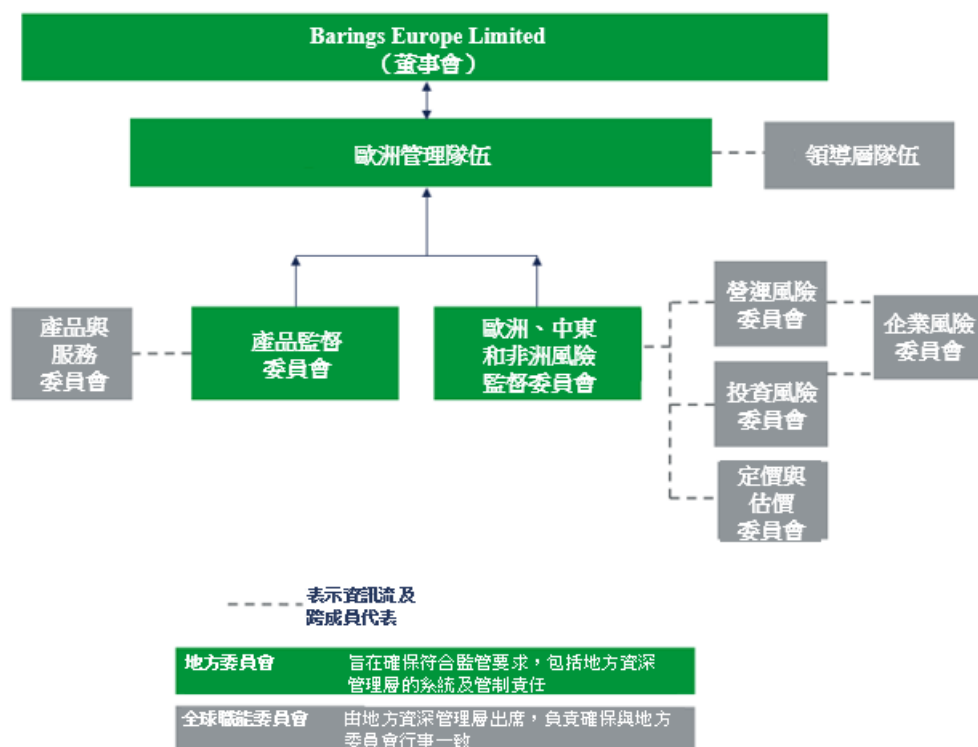 Barings Europe Limited
（董事會）
歐洲管理隊伍
領導層隊伍
產品與
服務
委員會
產品監督
委員會
歐洲、中東
和非洲風險
監督委員會
營運風險
委員會
企業風險
委員會
投資風險
委員會
定價與
估價
委員會
表示資訊流及
跨成員代表
地方委員會 旨在確保符合監管要求，包括地方資深
管理層的系統及管制責任
全球職能委員會 由地方資深管理層出席，負責確保與地方
委員會行事一致